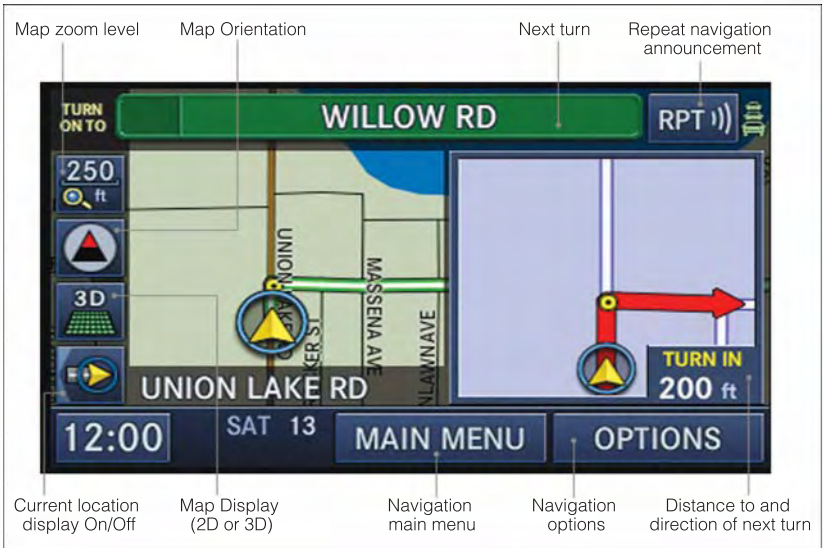 Map zoom level
Map Orientation
Next turn
Repeat navigation
announcement
TURN
ON TO
WILLOW RD
RPT
250
ft
3D
UNION LAKE RD
MASSENA AVE
UNION LAKE RD
TURN IN
200 ft
12:00
SAT 13
MAIN MENU
OPTIONS
Current location
display On/Off
Map Display
(2D or 3D)
Navigation
main menu
Navigation
options
Distance to and
direction of next turn